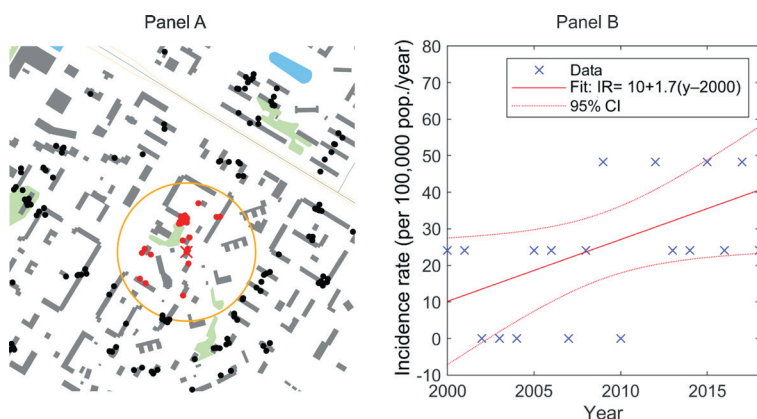 Panel A
Panel B
80
70
60
50
40
30
20
10
0
-10
Incidence rate (per 100,000 pop./year)
Data
Fit: IR= 10+1.7(y–2000)
95% CI
2000
2005
2010
2015
Year